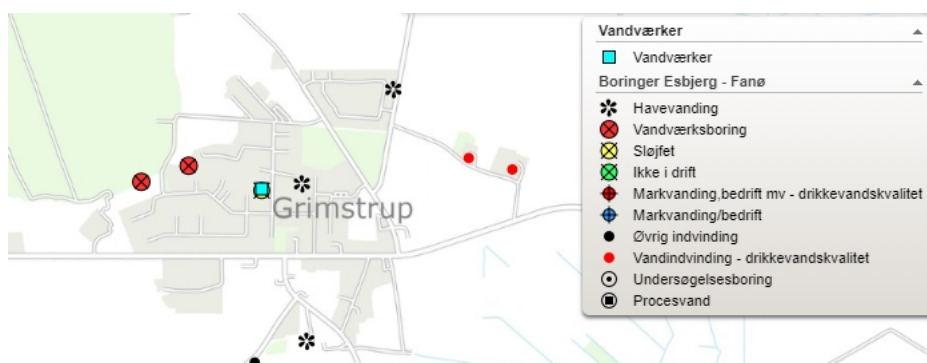 Grimstrup
Vandværker
Vandværker
Boringer Esbjerg - Fanø
Havevanding
Vandværksboring
Sløjfet
Ikke i drift
Markvanding,bedrift mv - drikkevandskvalitet
Markvanding/bedrift
Øvrig indvinding
Vandindvinding - drikkevandskvalitet
Undersøgelsesboring
Procesvand